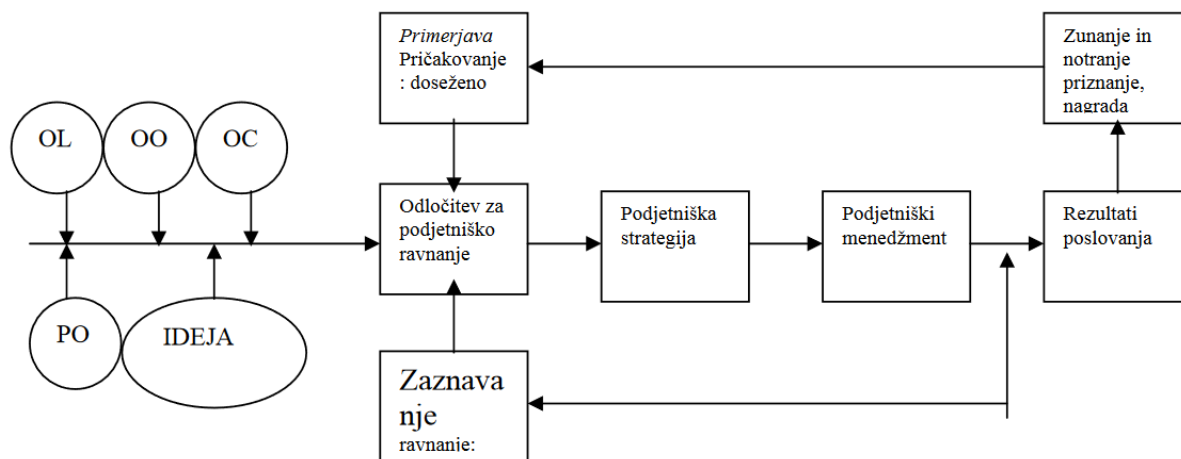 Primerjava
Pričakovanje
: doseženo
Zunanje in
notranje
priznanje,
nagrada
OL
OO
OC
Odločitev za
podjetniško
ravnanje
Podjetniška
strategija
Podjetniški
menedžment
Rezultati
poslovanja
PO
IDEJA
Zaznava
nje
ravnanje: